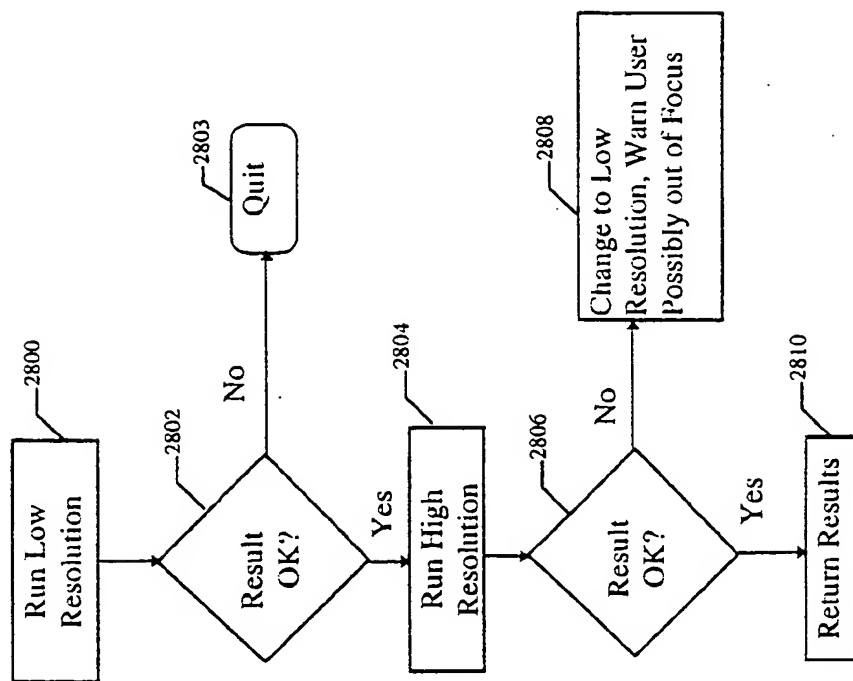 2800
Run Low
Resolution
2802
Result
OK?
No
2803
Quit
Yes
2804
Run High
Resolution
2806
Result
OK?
No
2808
Change to Low
Resolution, Warn User
Possibly out of Focus
Yes
2810
Return Results